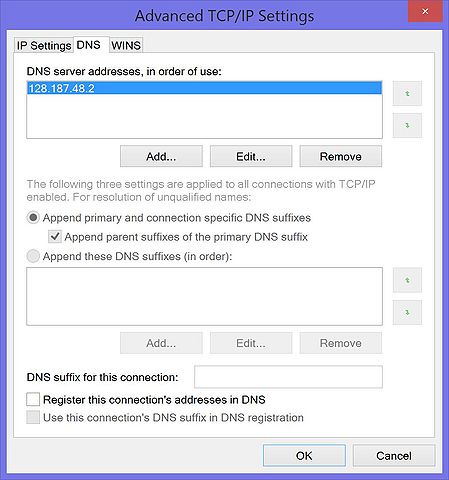 Advanced TCP/IP Settings
IP Settings DNS WINS
DNS server addresses, in order of use:
128.187.48.2
Add... Edit... Remove
The following three settings are applied to all connections with TCP/IP
enabled. For resolution of unqualified names:
Append primary and connection specific DNS suffixes
Append parent suffixes of the primary DNS suffix
Append these DNS suffixes (in order):
Add... Edit... Remove
DNS suffix for this connection:
Register this connection's addresses in DNS
Use this connection's DNS suffix in DNS registration
OK Cancel